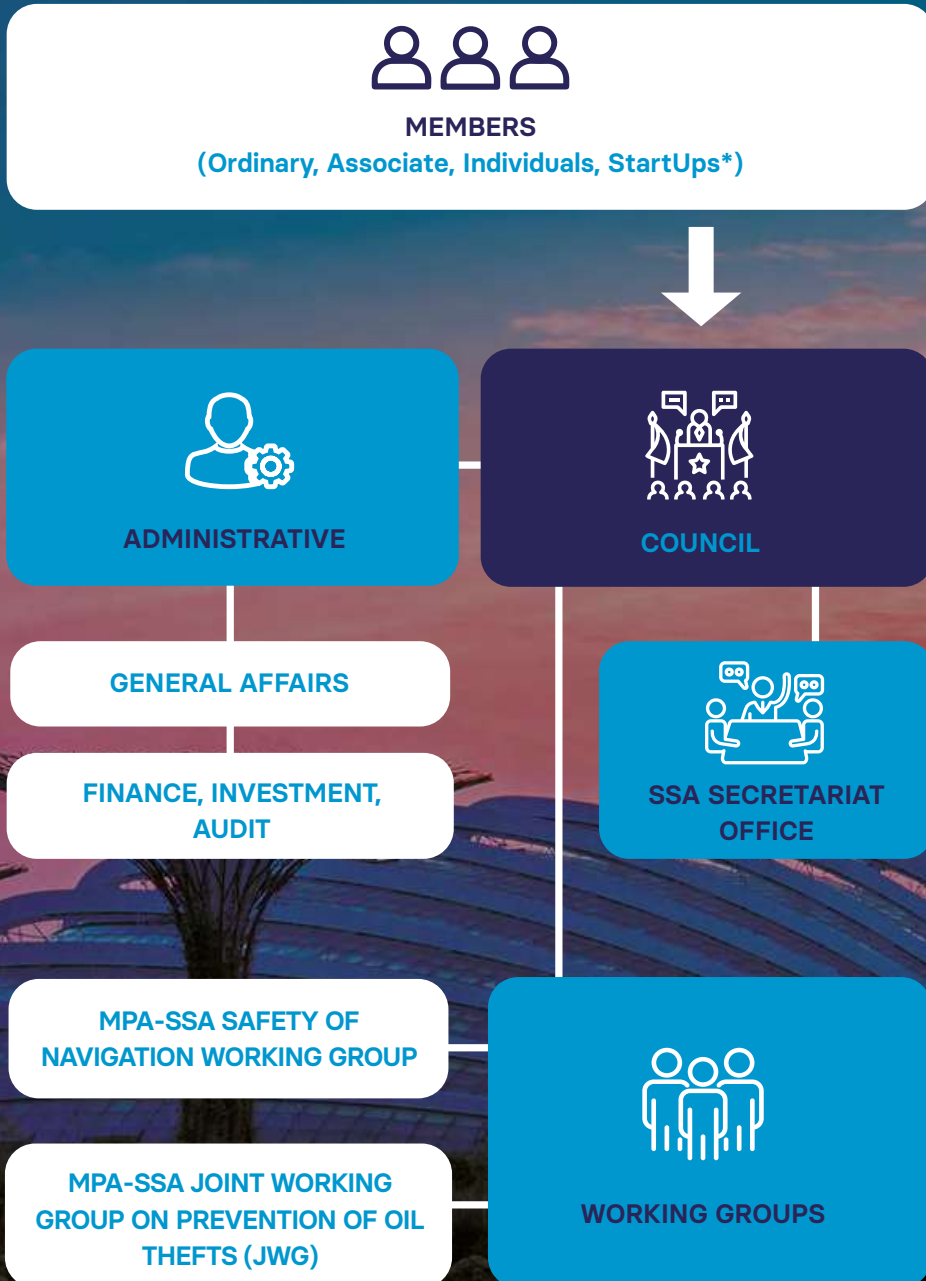 MEMBERS
(Ordinary, Associate, Individuals, StartUps*)
ADMINISTRATIVE
COUNCIL
GENERAL AFFAIRS
FINANCE, INVESTMENT,
AUDIT
SSA SECRETARIAT
OFFICE
MPA-SSA SAFETY OF
NAVIGATION WORKING GROUP
MPA-SSA JOINT WORKING
GROUP ON PREVENTION OF OIL
THEFTS (JWG)
WORKING GROUPS